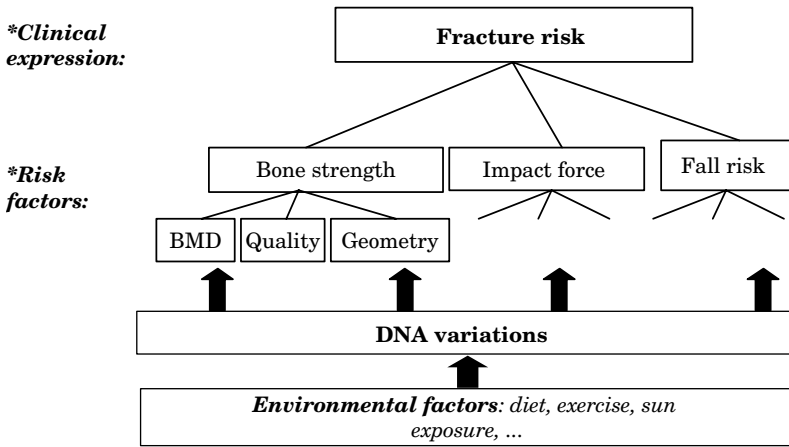 *Clinical
expression:
Fracture risk
*Risk
factors:
Bone strength
Impact force
Fall risk
BMD
Quality
Geometry
DNA variations
Environmental factors: diet, exercise, sun
exposure, ...